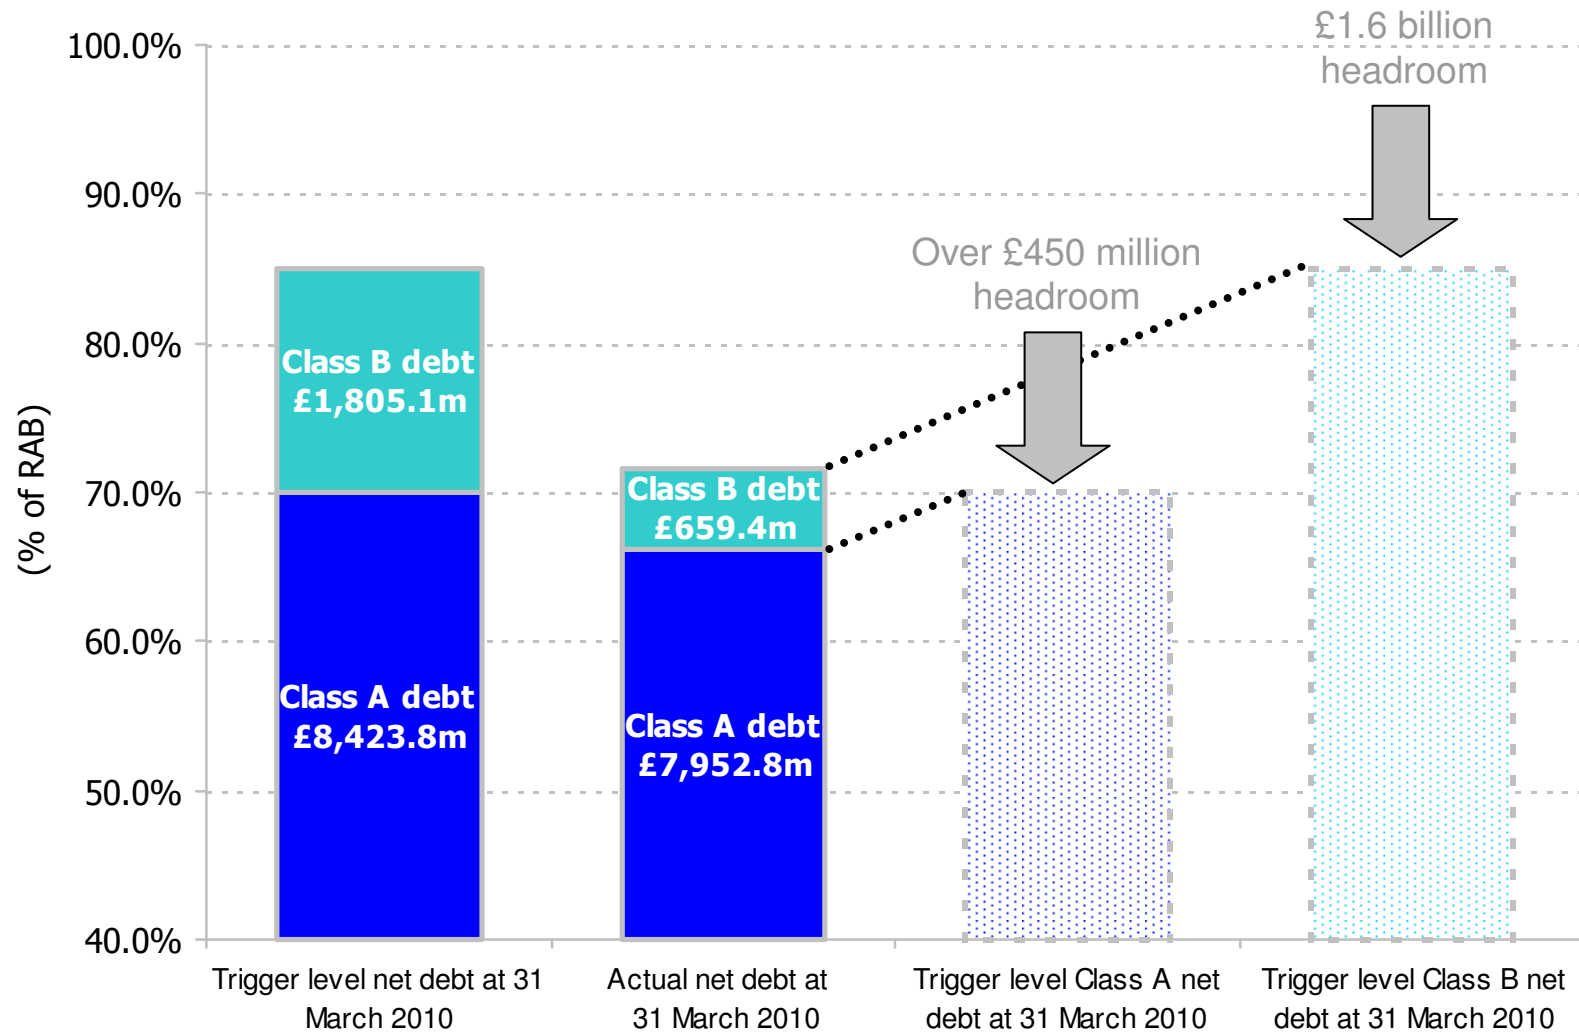 £1.6 billion
headroom
100.0%
90.0%
Over £450 million
headroom
80.0%
Class B debt
£1,805.1m
(% of RAB)
70.0%
Class B debt
£659.4m
60.0%
Class A debt
£8,423.8m
Class A debt
£7,952.8m
50.0%
40.0%
Trigger level net debt at 31
March 2010
Actual net debt at
31 March 2010
Trigger level Class A net
debt at 31 March 2010
Trigger level Class B net
debt at 31 March 2010